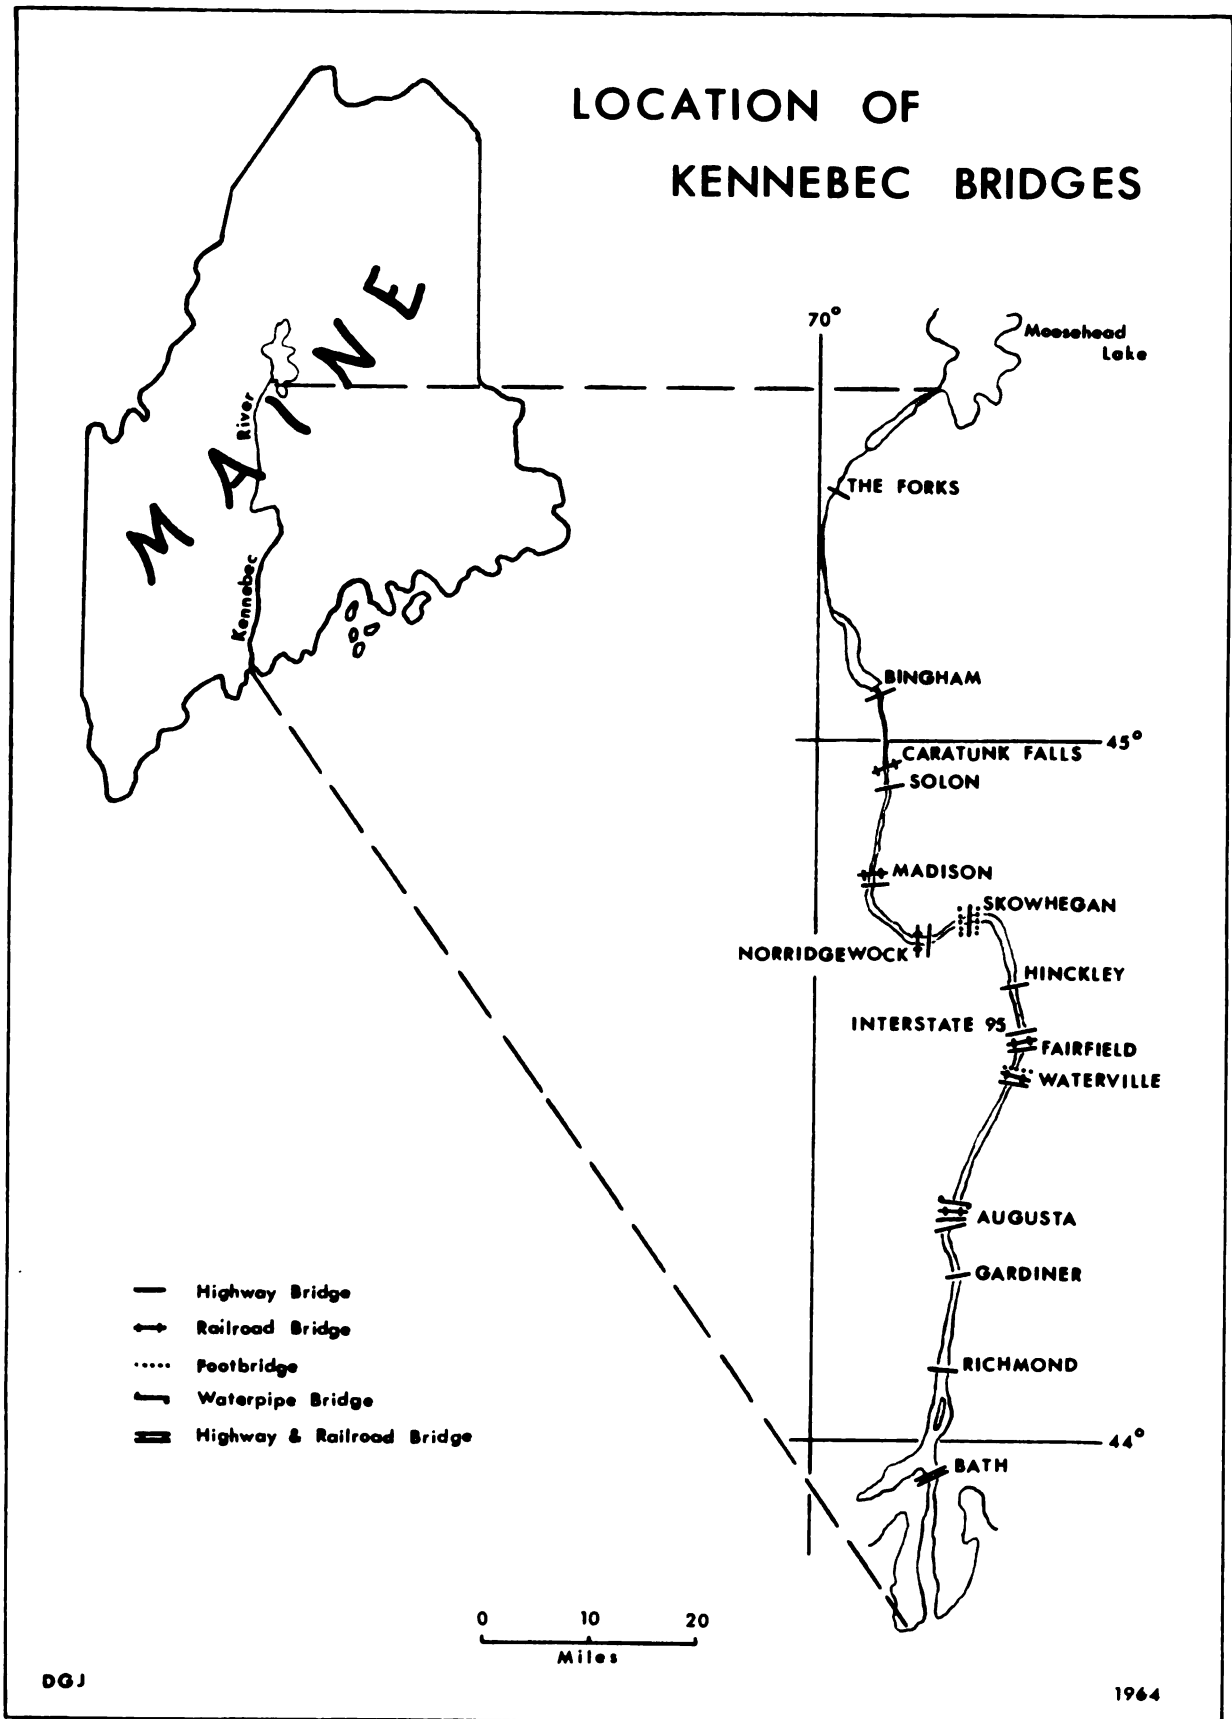 LOCATION OF
KENNEBEC BRIDGES
MAINE
River
Kennebec
70°
Moosehead
Lake
THE FORKS
BINGHAM
45°
CARATUNK FALLS
SOLON
MADISON
SKOWHEGAN
NORRIDGEWOCK
HINCKLEY
INTERSTATE 95
FAIRFIELD
WATERVILLE
AUGUSTA
GARDINER
RICHMOND
44°
BATH
Highway Bridge
Railroad Bridge
Footbridge
Waterpipe Bridge
Highway & Railroad Bridge
0 10 20
Miles
DGJ
1964